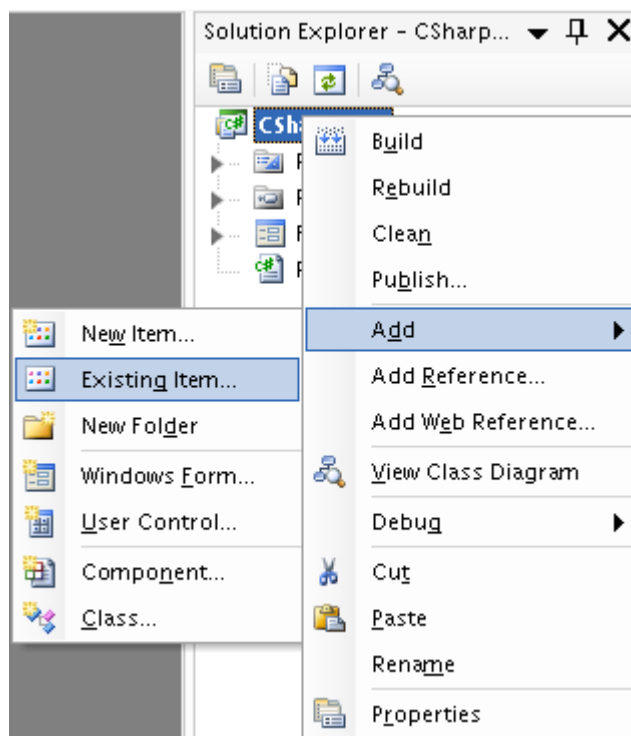 Solution Explorer - CSharp...
Build
Rebuild
Clean
Publish...
Add
Add Reference...
Add Web Reference...
View Class Diagram
Debug
Cut
Paste
Rename
Properties
New Item...
Existing Item...
New Folder
Windows Form...
User Control...
Component...
Class...